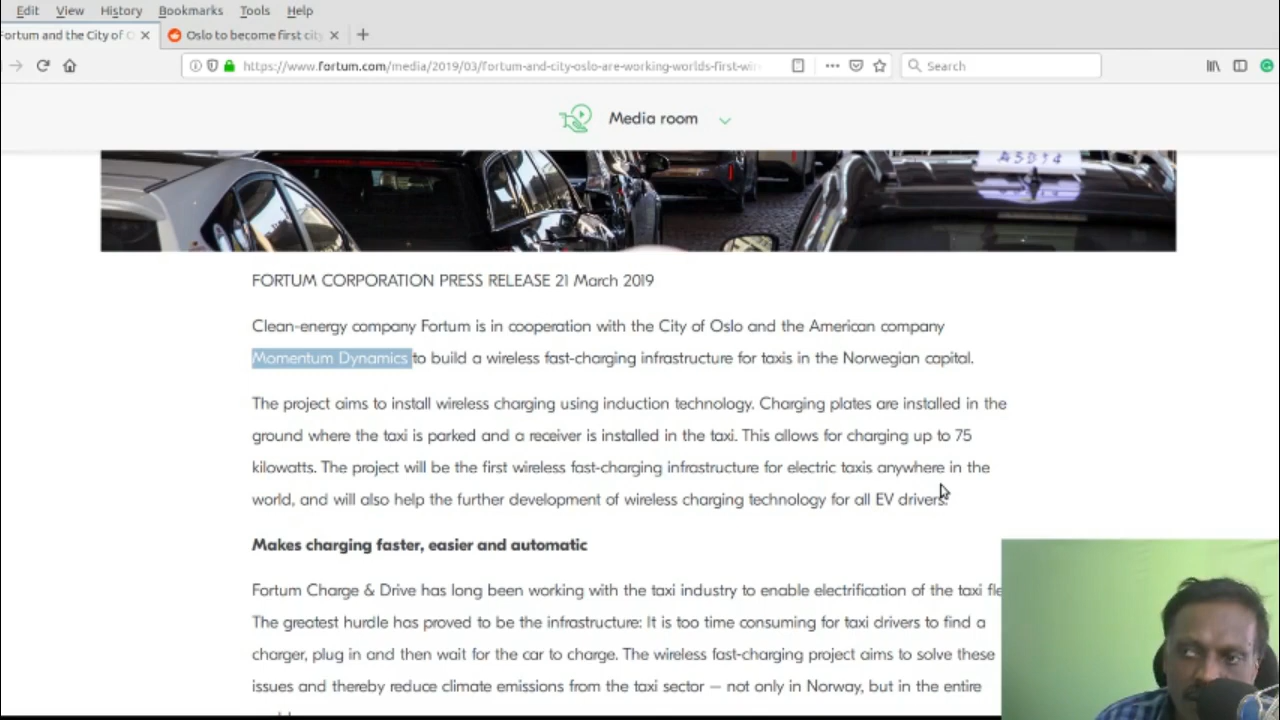 Edit View History Bookmarks Tools Help
Fortum and the City of O
Oslo to become first city
https://www.fortum.com/media/2019/03/fortum-and-city-oslo-are-working-worlds-first-wir
Search
Media room
A3034
FORTUM CORPORATION PRESS RELEASE 21 March 2019
Clean-energy company Fortum is in cooperation with the City of Oslo and the American company
Momentum Dynamics to build a wireless fast-charging infrastructure for taxis in the Norwegian capital.
The project aims to install wireless charging using induction technology. Charging plates are installed in the
ground where the taxi is parked and a receiver is installed in the taxi. This allows for charging up to 75
kilowatts. The project will be the first wireless fast-charging infrastructure for electric taxis anywhere in the
world, and will also help the further development of wireless charging technology for all EV drivers.
Makes charging faster, easier and automatic
Fortum Charge & Drive has long been working with the taxi industry to enable electrification of the taxi fle
The greatest hurdle has proved to be the infrastructure: It is too time consuming for taxi drivers to find a
charger, plug in and then wait for the car to charge. The wireless fast-charging project aims to solve these
issues and thereby reduce climate emissions from the taxi sector – not only in Norway, but in the entire